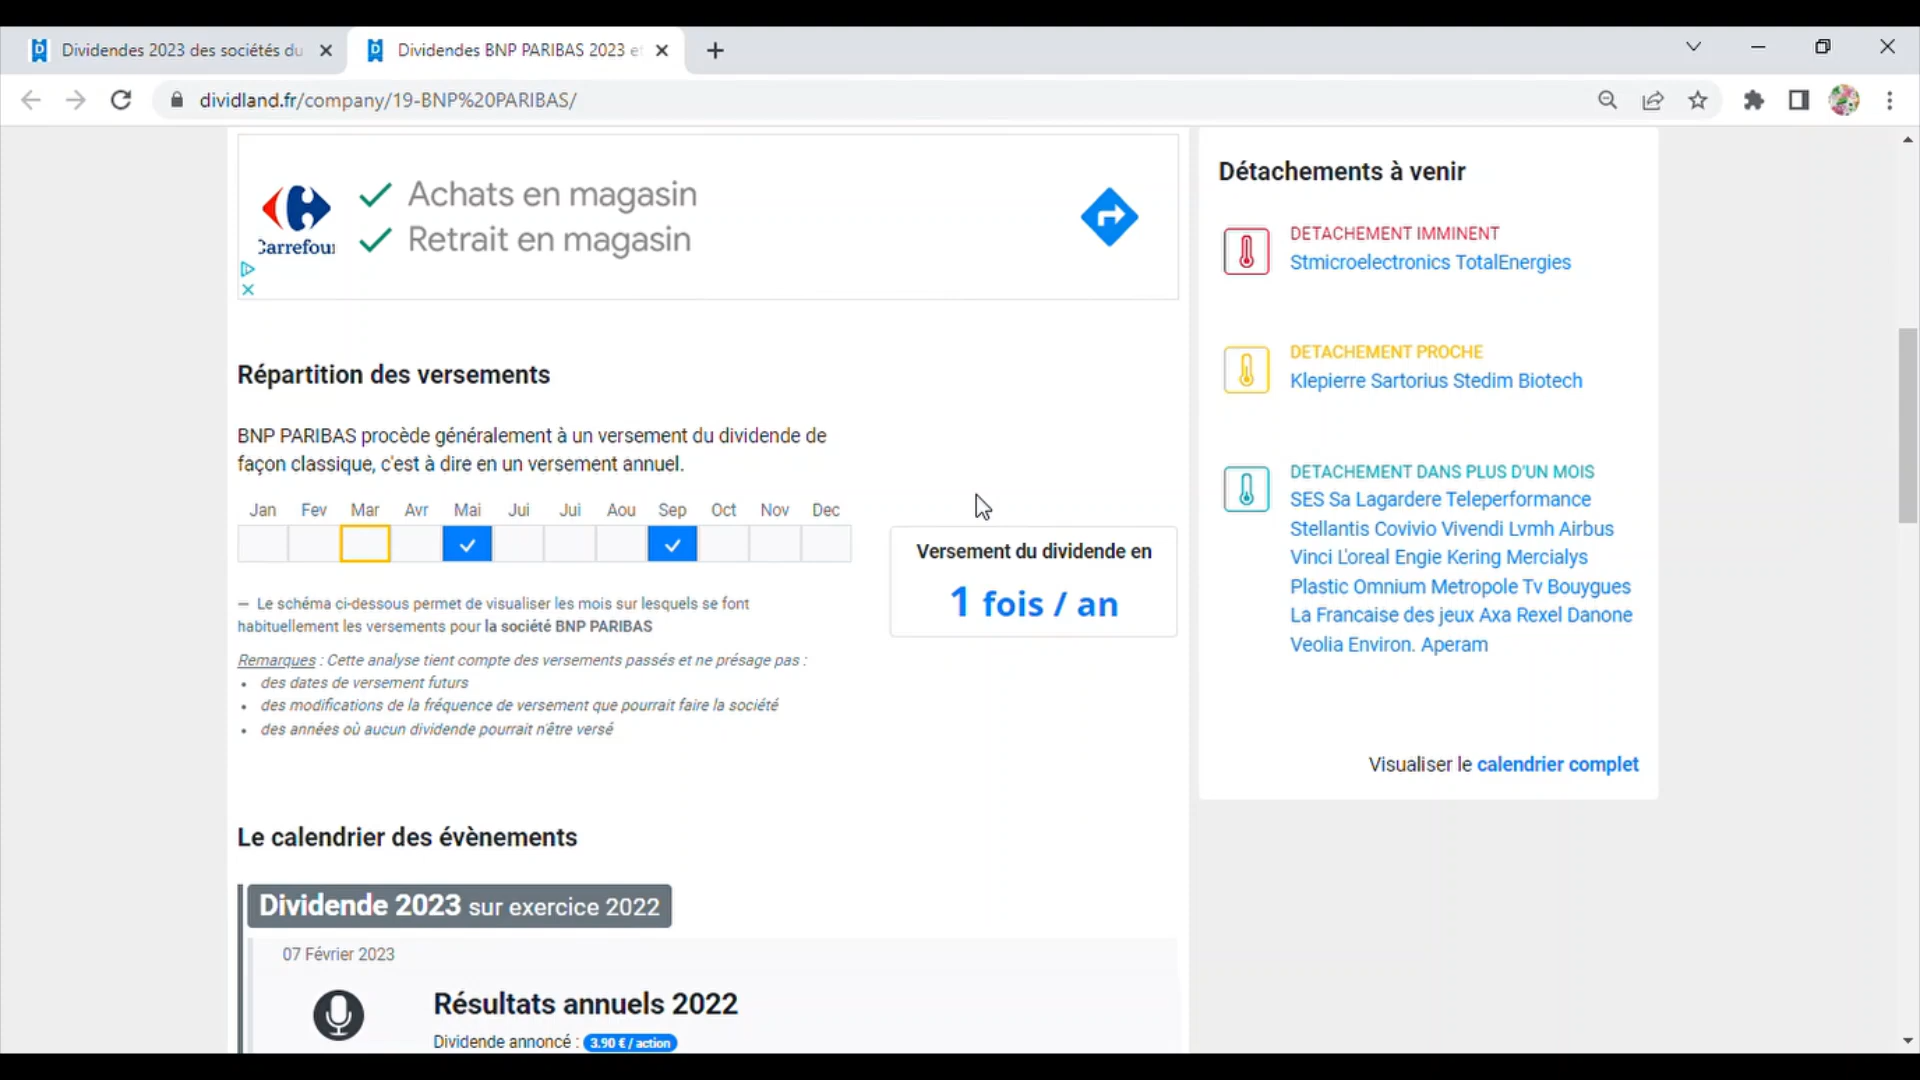 Dividendes 2023 des sociétés du
Dividendes BNP PARIBAS 2023 e
dividland.fr/company/19-BNP%20PARIBAS/
Carrefour
Achats en magasin
Retrait en magasin
Répartition des versements
BNP PARIBAS procède généralement à un versement du dividende de
façon classique, c'est à dire en un versement annuel.
Jan Fev Mar Avr Mai Jui Jui Aou Sep Oct Nov Dec
Versement du dividende en
1 fois / an
— Le schéma ci-dessous permet de visualiser les mois sur lesquels se font
habituellement les versements pour la société BNP PARIBAS
Remarques : Cette analyse tient compte des versements passés et ne présage pas :
• des dates de versement futurs
• des modifications de la fréquence de versement que pourrait faire la société
• des années où aucun dividende pourrait n'être versé
Le calendrier des évènements
Dividende 2023 sur exercice 2022
07 Février 2023
Résultats annuels 2022
Dividende annoncé : 3.90 € / action
Détachements à venir
DETACHEMENT IMMINENT
Stmicroelectronics TotalEnergies
DETACHEMENT PROCHE
Klepierre Sartorius Stedim Biotech
DETACHEMENT DANS PLUS D'UN MOIS
SES Sa Lagardere Teleperformance
Stellantis Covivio Vivendi Lvmh Airbus
Vinci L'oreal Engie Kering Mercialys
Plastic Omnium Metropole Tv Bouygues
La Francaise des jeux Axa Rexel Danone
Veolia Environ. Aperam
Visualiser le calendrier complet